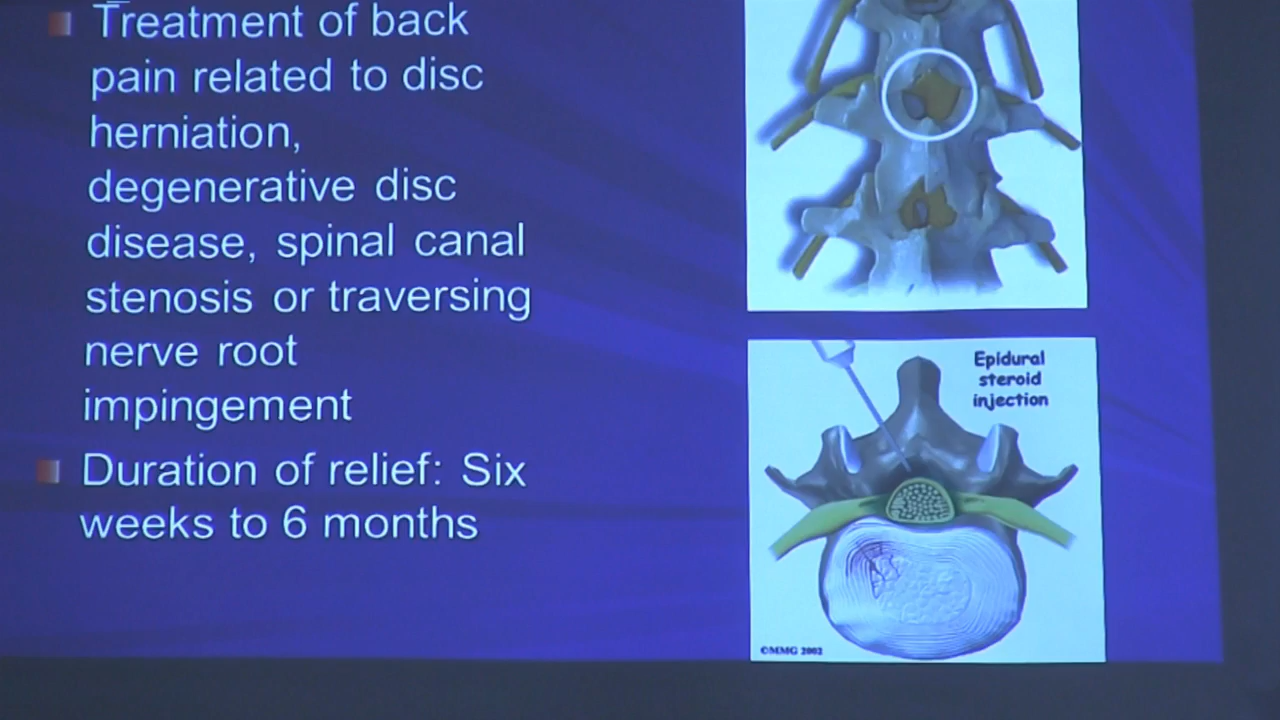 Treatment of back
pain related to disc
herniation,
degenerative disc
disease, spinal canal
stenosis or traversing
nerve root
impingement
Duration of relief: Six
weeks to 6 months
Epidural
steroid
injection
©MMG 2002